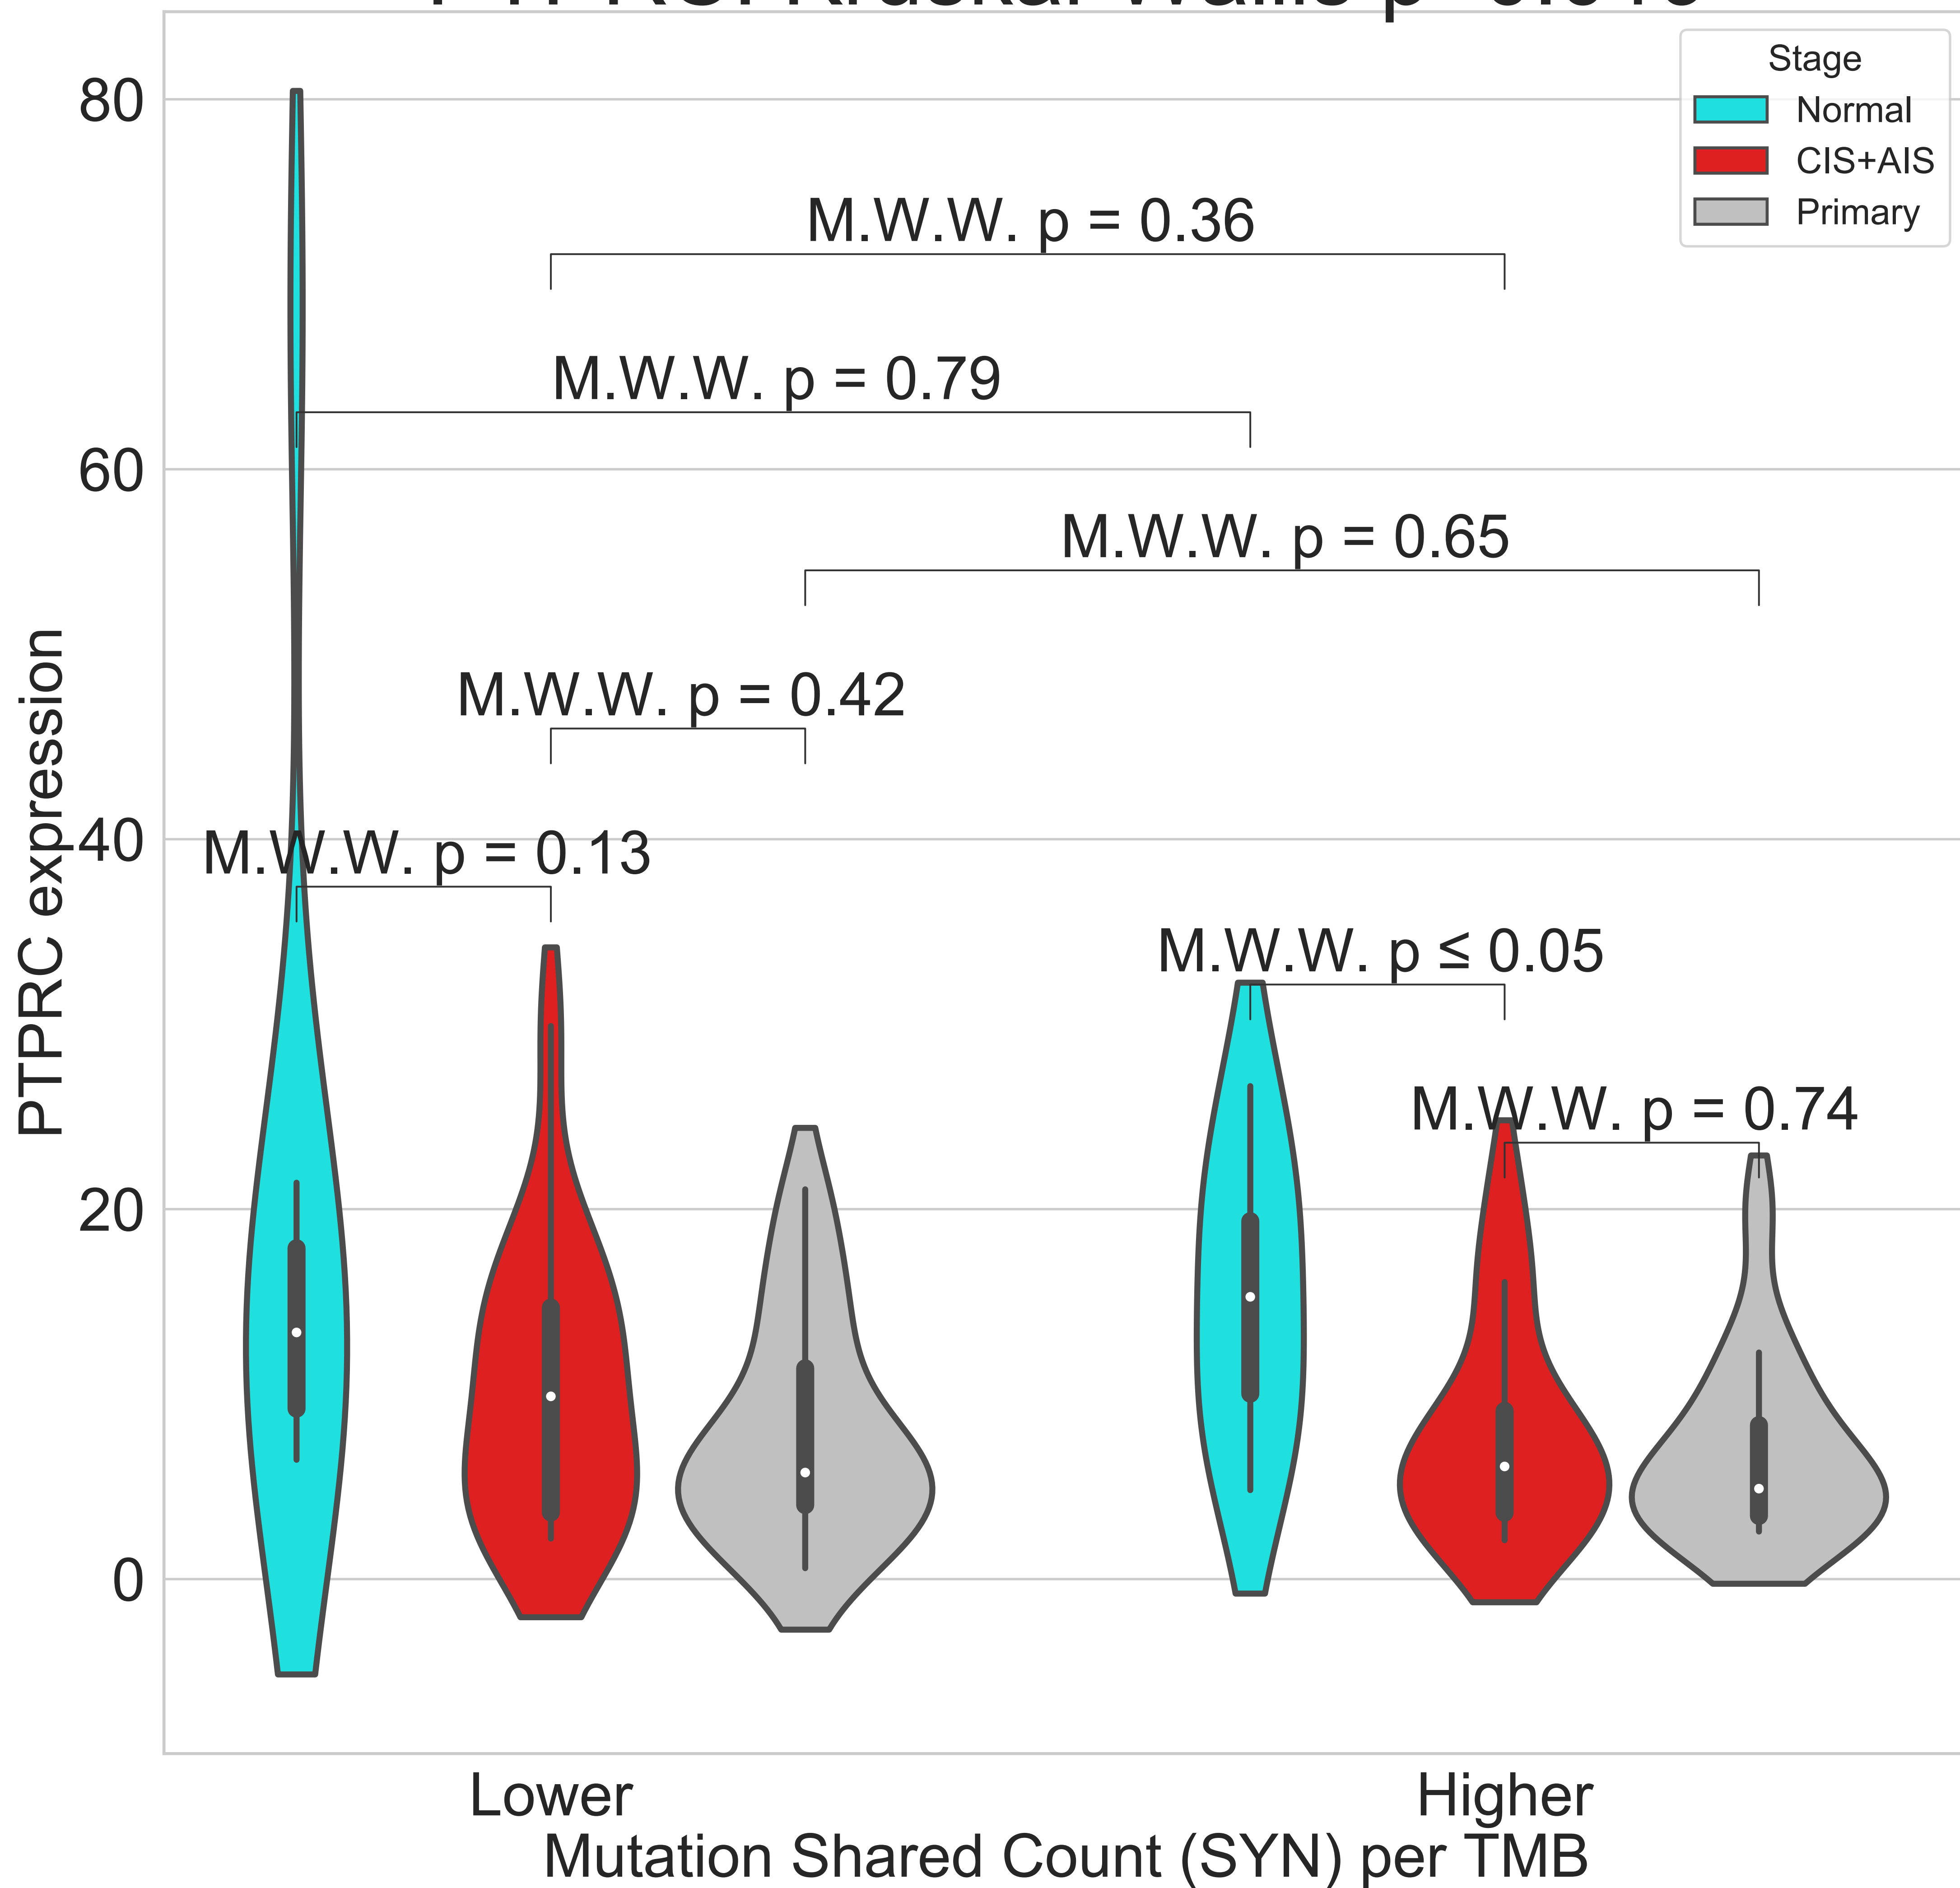 Stage
Normal
CIS+AIS
Primary
80
60
40
20
0
PTPRC expression
M.W.W. p = 0.36
M.W.W. p = 0.79
M.W.W. p = 0.65
M.W.W. p = 0.42
M.W.W. p = 0.13
M.W.W. p ≤ 0.05
M.W.W. p = 0.74
Lower
Higher
Mutation Shared Count (SYN) per TMB